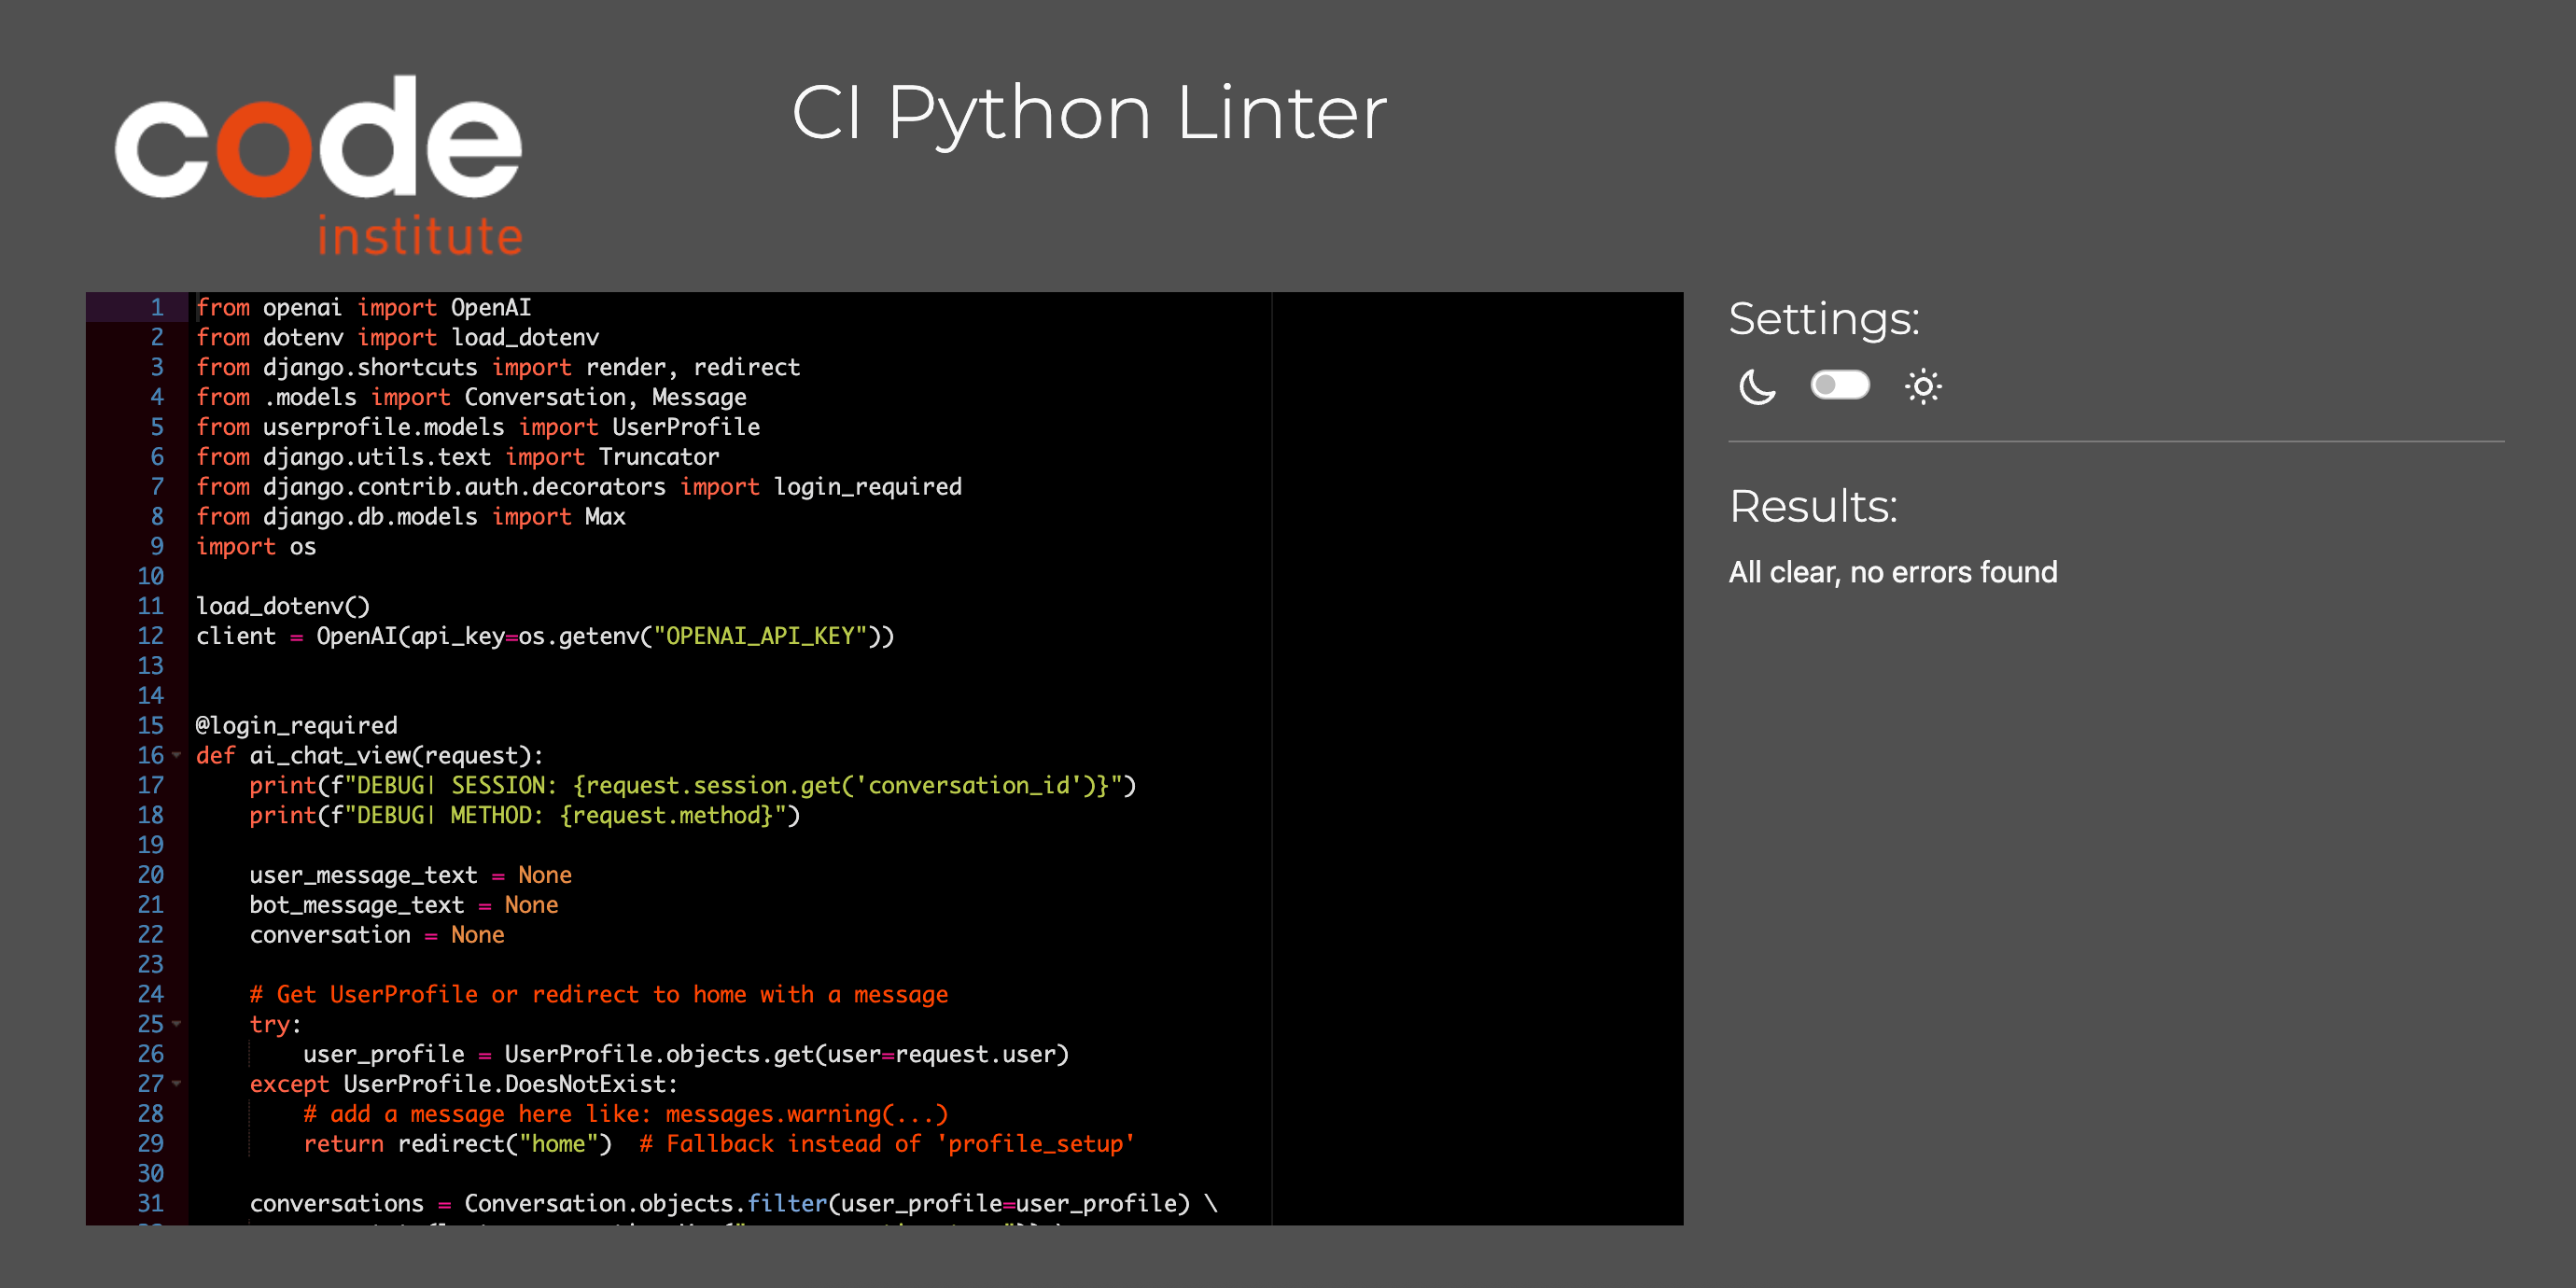 code
institute
CI Python Linter
1 from openai import OpenAI
2 from dotenv import load_dotenv
3 from django.shortcuts import render, redirect
4 from .models import Conversation, Message
5 from userprofile.models import UserProfile
6 from django.utils.text import Truncator
7 from django.contrib.auth.decorators import login_required
8 from django.db.models import Max
9 import os
10
11 load_dotenv()
12 client = OpenAI(api_key=os.getenv("OPENAI_API_KEY"))
13
14
15 @login_required
16 def ai_chat_view(request):
17     print(f"DEBUG| SESSION: {request.session.get('conversation_id')}")
18     print(f"DEBUG| METHOD: {request.method}")
19
20     user_message_text = None
21     bot_message_text = None
22     conversation = None
23
24     # Get UserProfile or redirect to home with a message
25     try:
26         user_profile = UserProfile.objects.get(user=request.user)
27     except UserProfile.DoesNotExist:
28         # add a message here like: messages.warning(...)
29         return redirect("home")  # Fallback instead of 'profile_setup'
30
31     conversations = Conversation.objects.filter(user_profile=user_profile) \
Settings:
Results:
All clear, no errors found